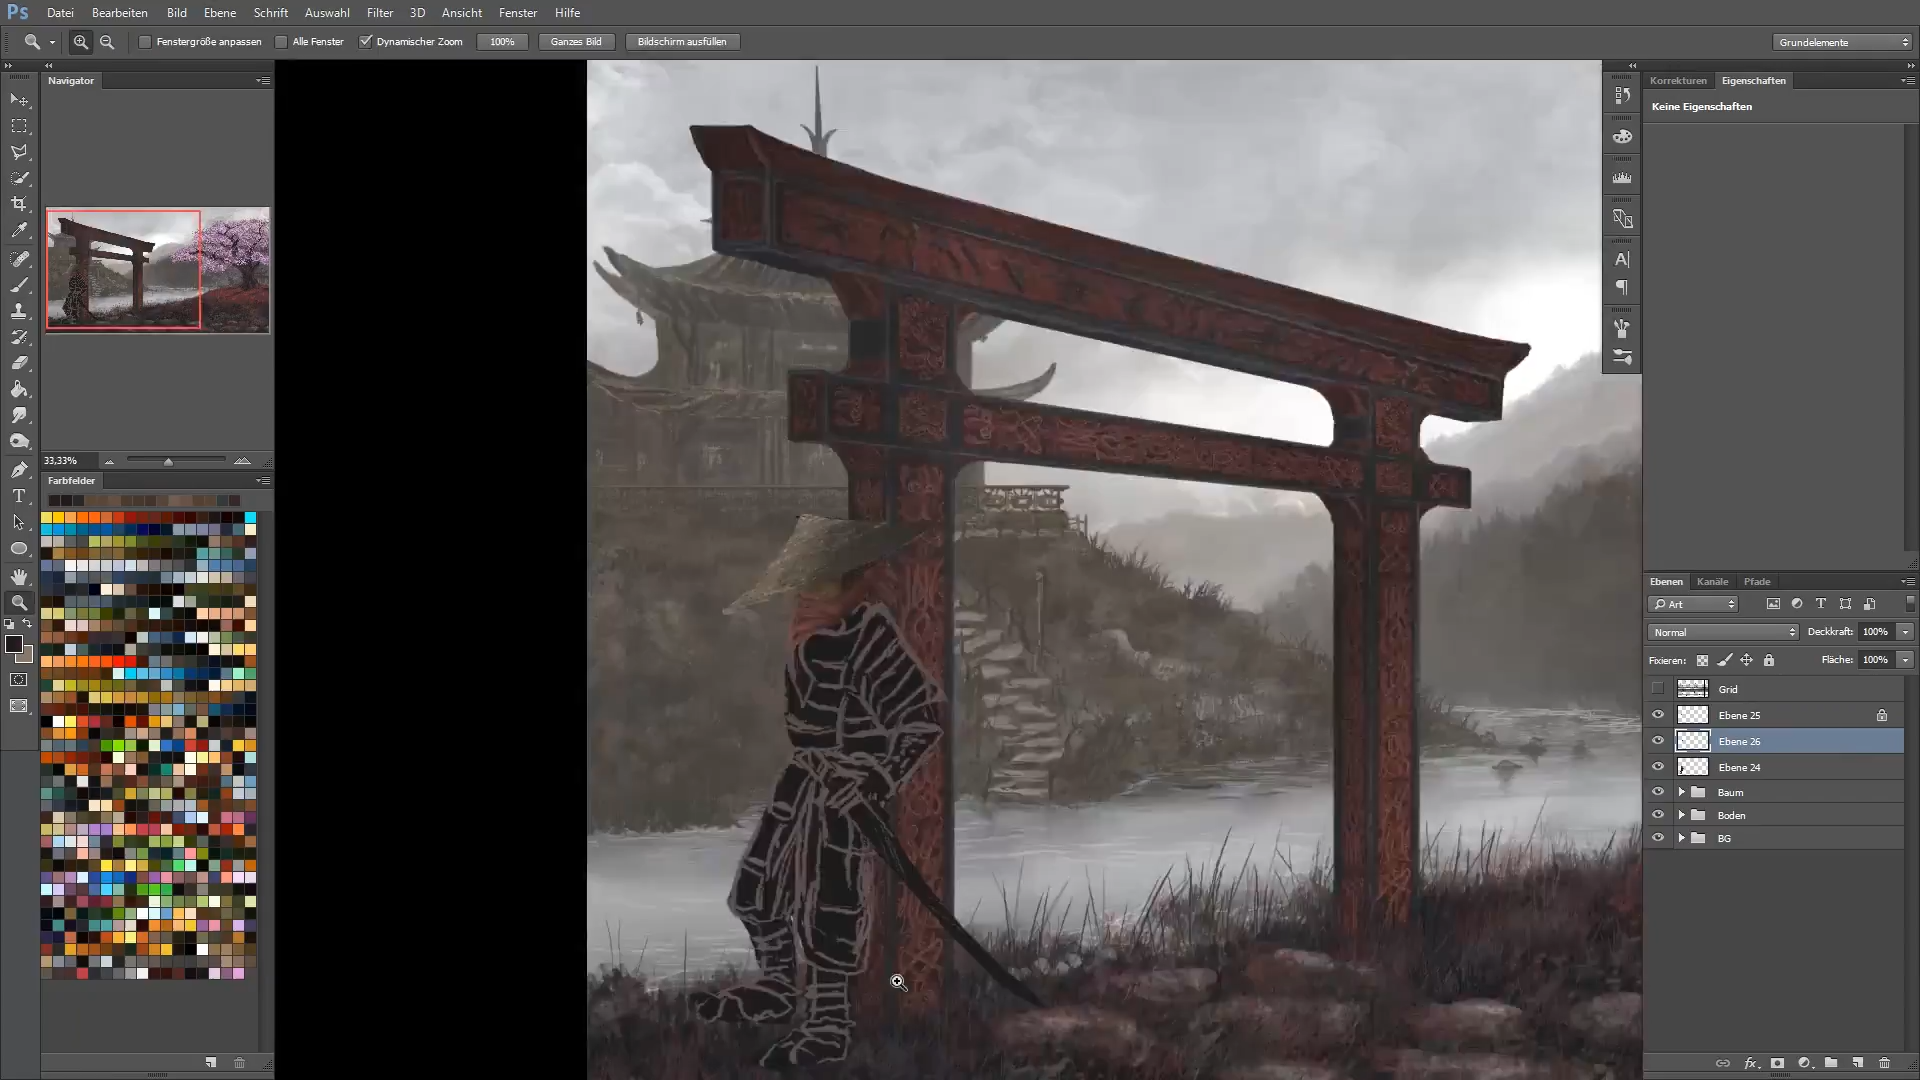 Ps Datei Bearbeiten Bild Ebene Schrift Auswahl Filter 3D Ansicht Fenster Hilfe
Fenstergröße anpassen Alle Fenster Dynamischer Zoom 100% Ganzes Bild Bildschirm ausfüllen Grundelemente
Navigator
Korrekturen Eigenschaften
Keine Eigenschaften
33,33%
Farbfelder
Ebenen Kanäle Pfade
Art
Normal Deckkraft: 100%
Fixieren: Fläche: 100%
Grid
Ebene 25
Ebene 26
Ebene 24
Baum
Boden
BG